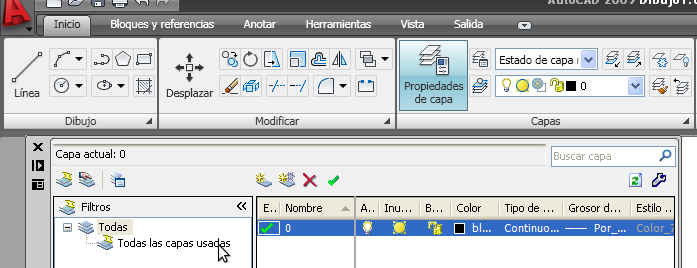 AutoCAD 2009 Dibujo1.
Inicio Bloques y referencias Anotar Herramientas Vista Salida
Línea Desplazar Propiedades de capa Estado de capa
0
Dibujo Modificar Capas
Capa actual: 0 Buscar capa
Filtros
E... Nombre A... Inu... B... Color Tipo de ... Grosor d... Estilo
Todas
0 bl... Continuo... Por_... Color_7
Todas las capas usadas